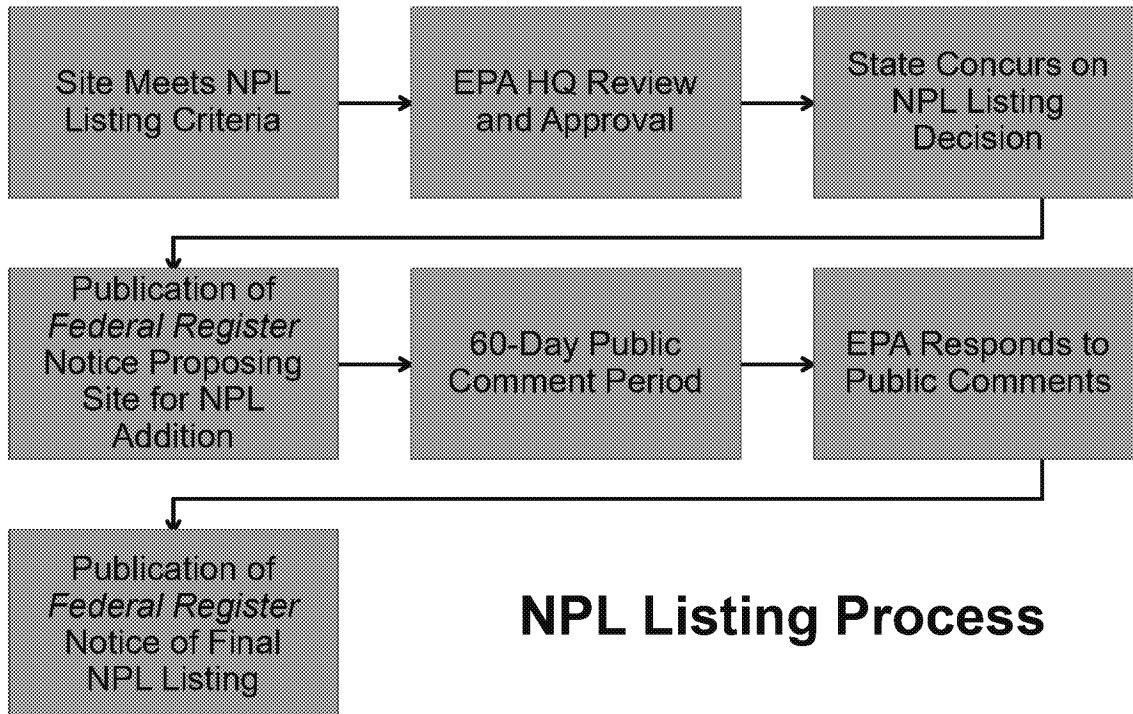 Site Meets NPL
Listing Criteria
EPA HQ Review
and Approval
State Concurs on
NPL Listing
Decision
Publication of
Federal Register
Notice Proposing
Site for NPL
Addition
60-Day Public
Comment Period
EPA Responds to
Public Comments
Publication of
Federal Register
Notice of Final
NPL Listing
NPL Listing Process